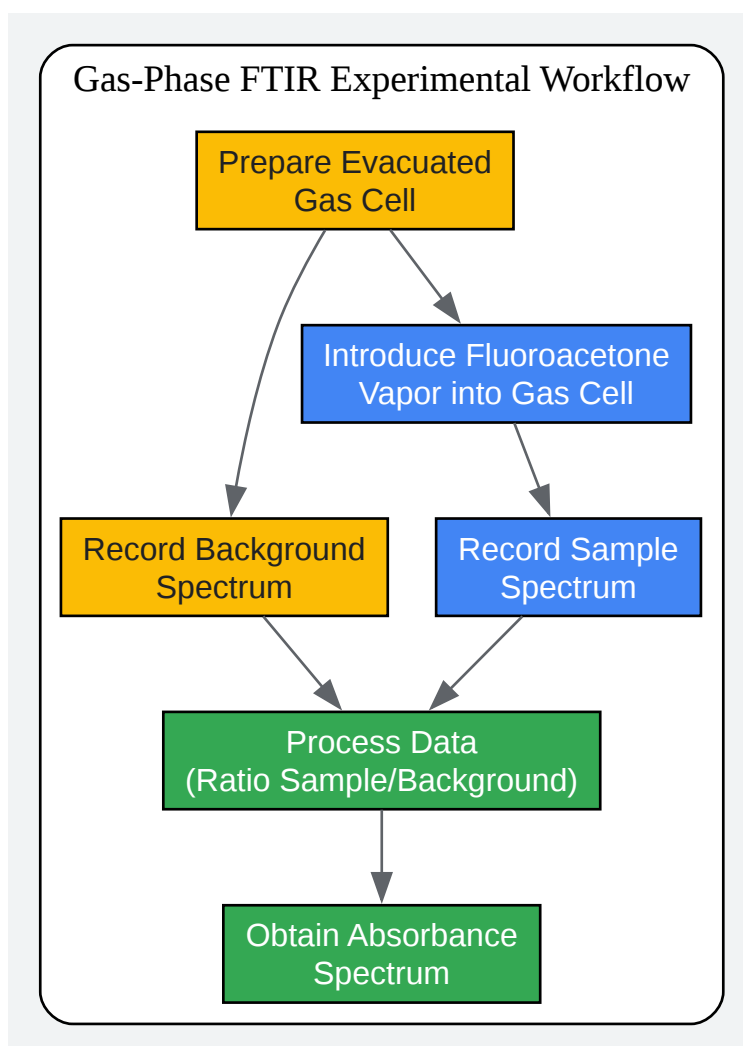 Gas-Phase FTIR Experimental Workflow
Prepare Evacuated
Gas Cell
Introduce Fluoroacetone
Vapor into Gas Cell
Record Background
Spectrum
Record Sample
Spectrum
Process Data
(Ratio Sample/Background)
Obtain Absorbance
Spectrum